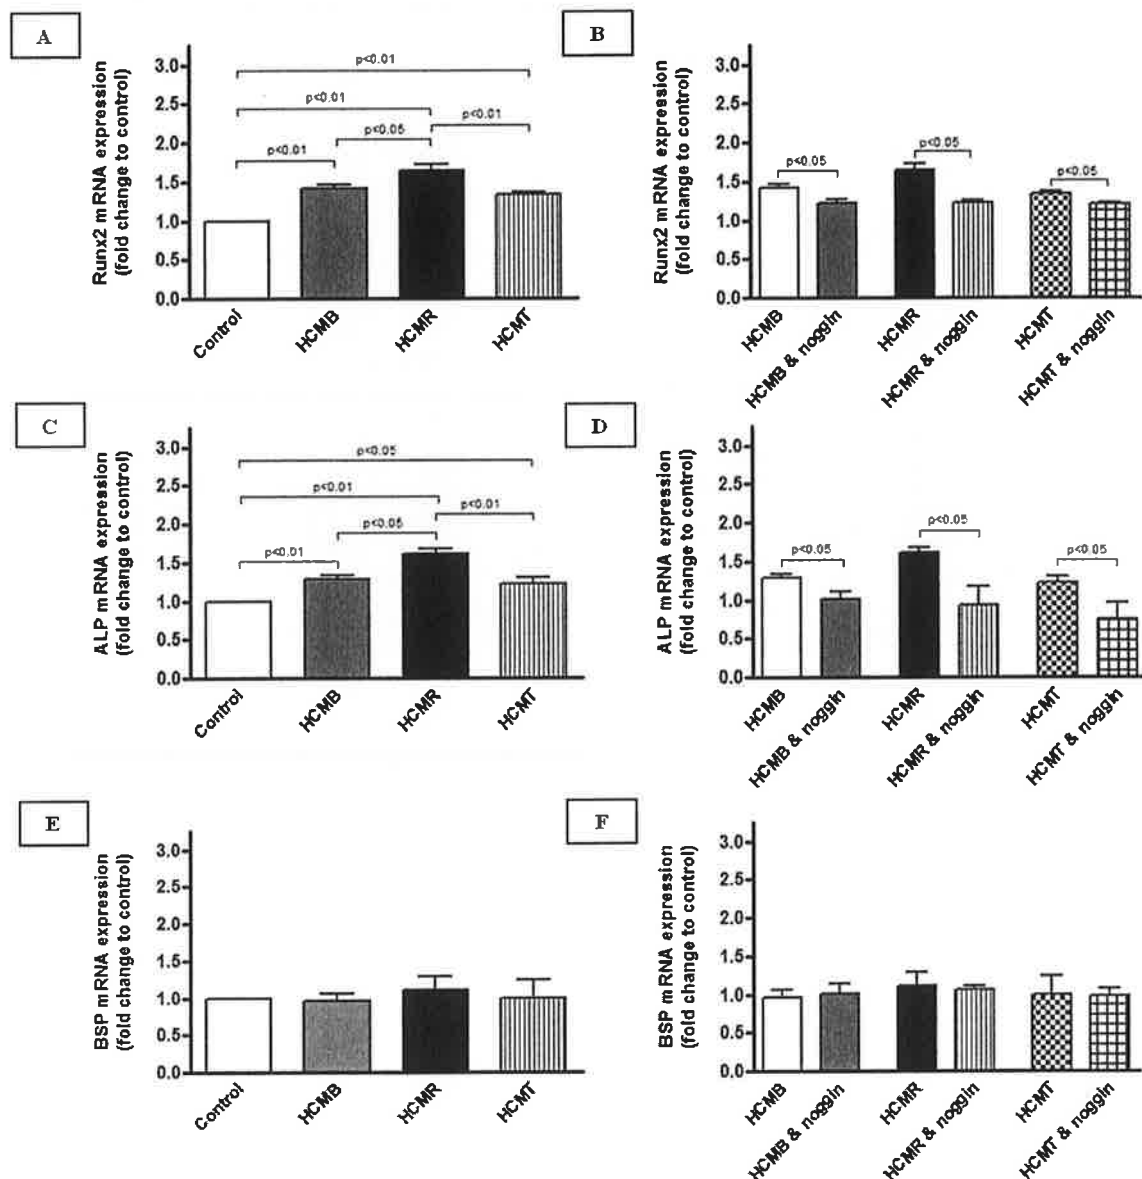 A
Runx2 mRNA expression
(fold change to control)
3.0
2.5
2.0
1.5
1.0
0.5
0.0
p<0.01
p<0.01
p<0.05
p<0.01
p<0.01
Control
HCMB
HCMR
HCMT
B
Runx2 mRNA expression
(fold change to control)
3.0
2.5
2.0
1.5
1.0
0.5
0.0
p<0.05
p<0.05
p<0.05
HCMB
HCMB & noggin
HCMR
HCMR & noggin
HCMT
HCMT & noggin
C
ALP mRNA expression
(fold change to control)
3.0
2.5
2.0
1.5
1.0
0.5
0.0
p<0.05
p<0.01
p<0.05
p<0.01
p<0.01
Control
HCMB
HCMR
HCMT
D
ALP mRNA expression
(fold change to control)
3.0
2.5
2.0
1.5
1.0
0.5
0.0
p<0.05
p<0.05
p<0.05
HCMB
HCMB & noggin
HCMR
HCMR & noggin
HCMT
HCMT & noggin
E
BSP mRNA expression
(fold change to control)
3.0
2.5
2.0
1.5
1.0
0.5
0.0
Control
HCMB
HCMR
HCMT
F
BSP mRNA expression
(fold change to control)
3.0
2.5
2.0
1.5
1.0
0.5
0.0
HCMB
HCMB & noggin
HCMR
HCMR & noggin
HCMT
HCMT & noggin